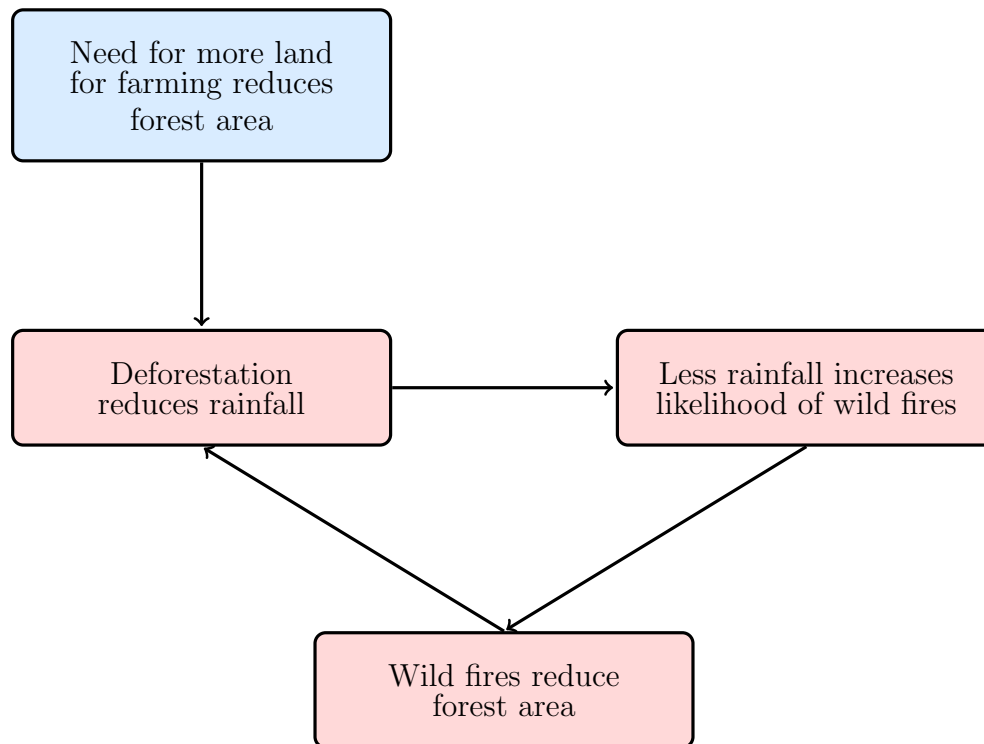 Need for more land
for farming reduces
forest area
Deforestation
reduces rainfall
Less rainfall increases
likelihood of wild fires
Wild fires reduce
forest area